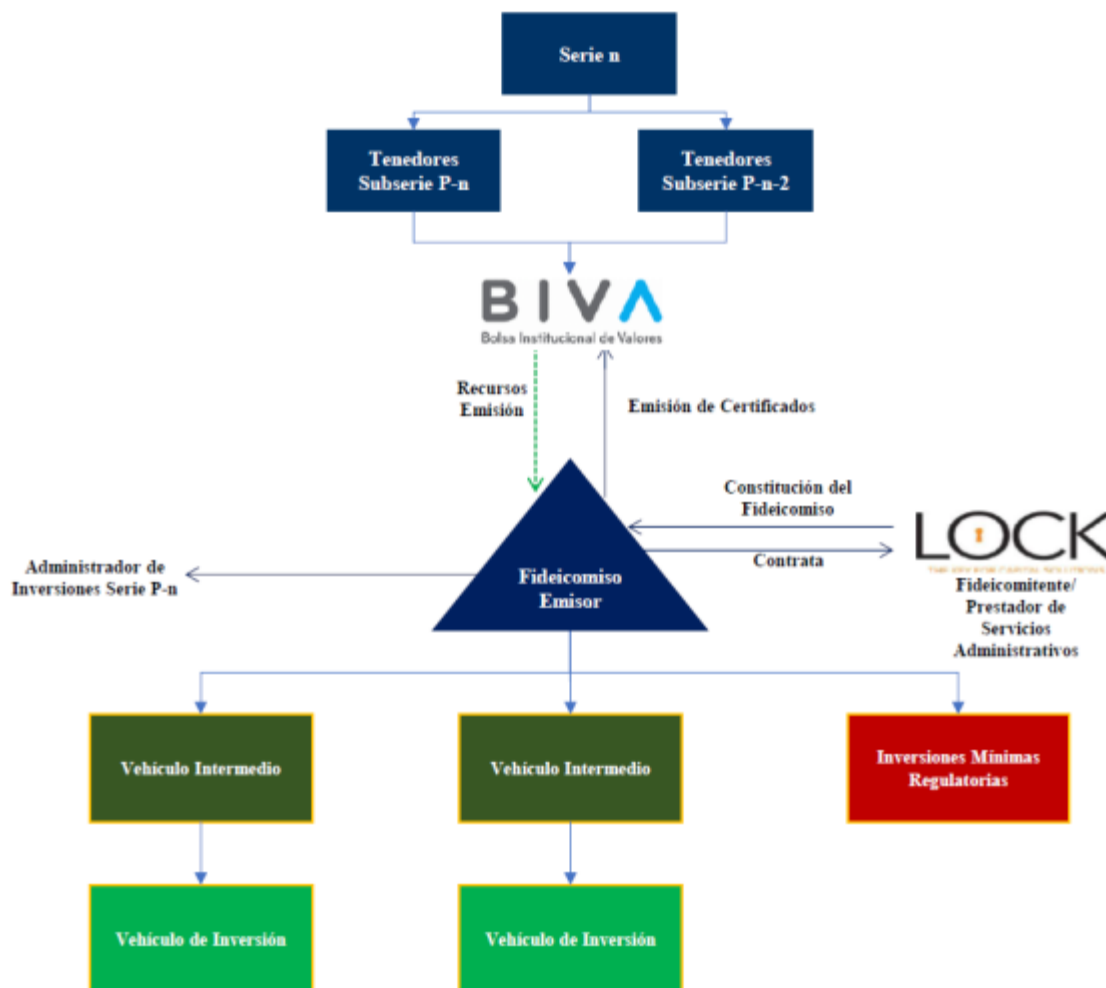 Serie n
Tenedores
Subserie P-n
Tenedores
Subserie P-n-2
BIVA
Bolsa Institucional de Valores
Recursos
Emisión
Emisión de Certificados
Constitución del
Fideicomiso
LOCK
Contrata
Fideicomitente/
Prestador de
Servicios
Administrativos
Administrador de
Inversiones Serie P-n
Fideicomiso
Emisor
Vehículo Intermedio
Vehículo Intermedio
Inversiones Mínimas
Regulatorias
Vehículo de Inversión
Vehículo de Inversión